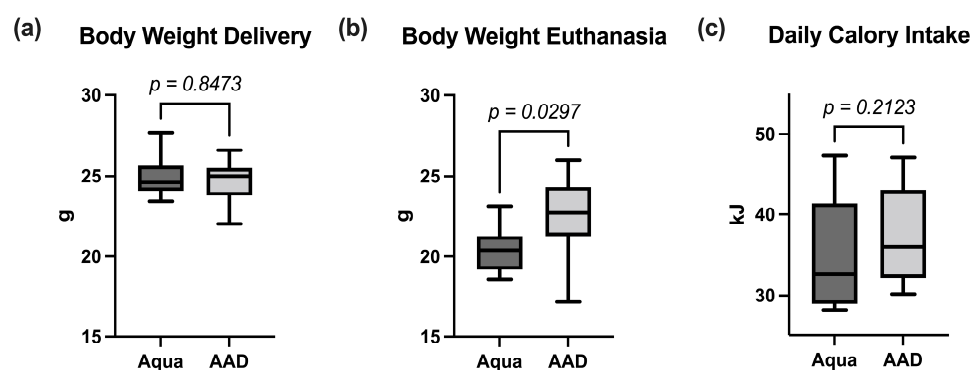 (a)
Body Weight Delivery
p = 0.8473
30
25
20
15
g
Aqua AAD
(b)
Body Weight Euthanasia
p = 0.0297
30
25
20
15
g
Aqua AAD
(c)
Daily Calory Intake
p = 0.2123
50
40
30
kJ
Aqua AAD